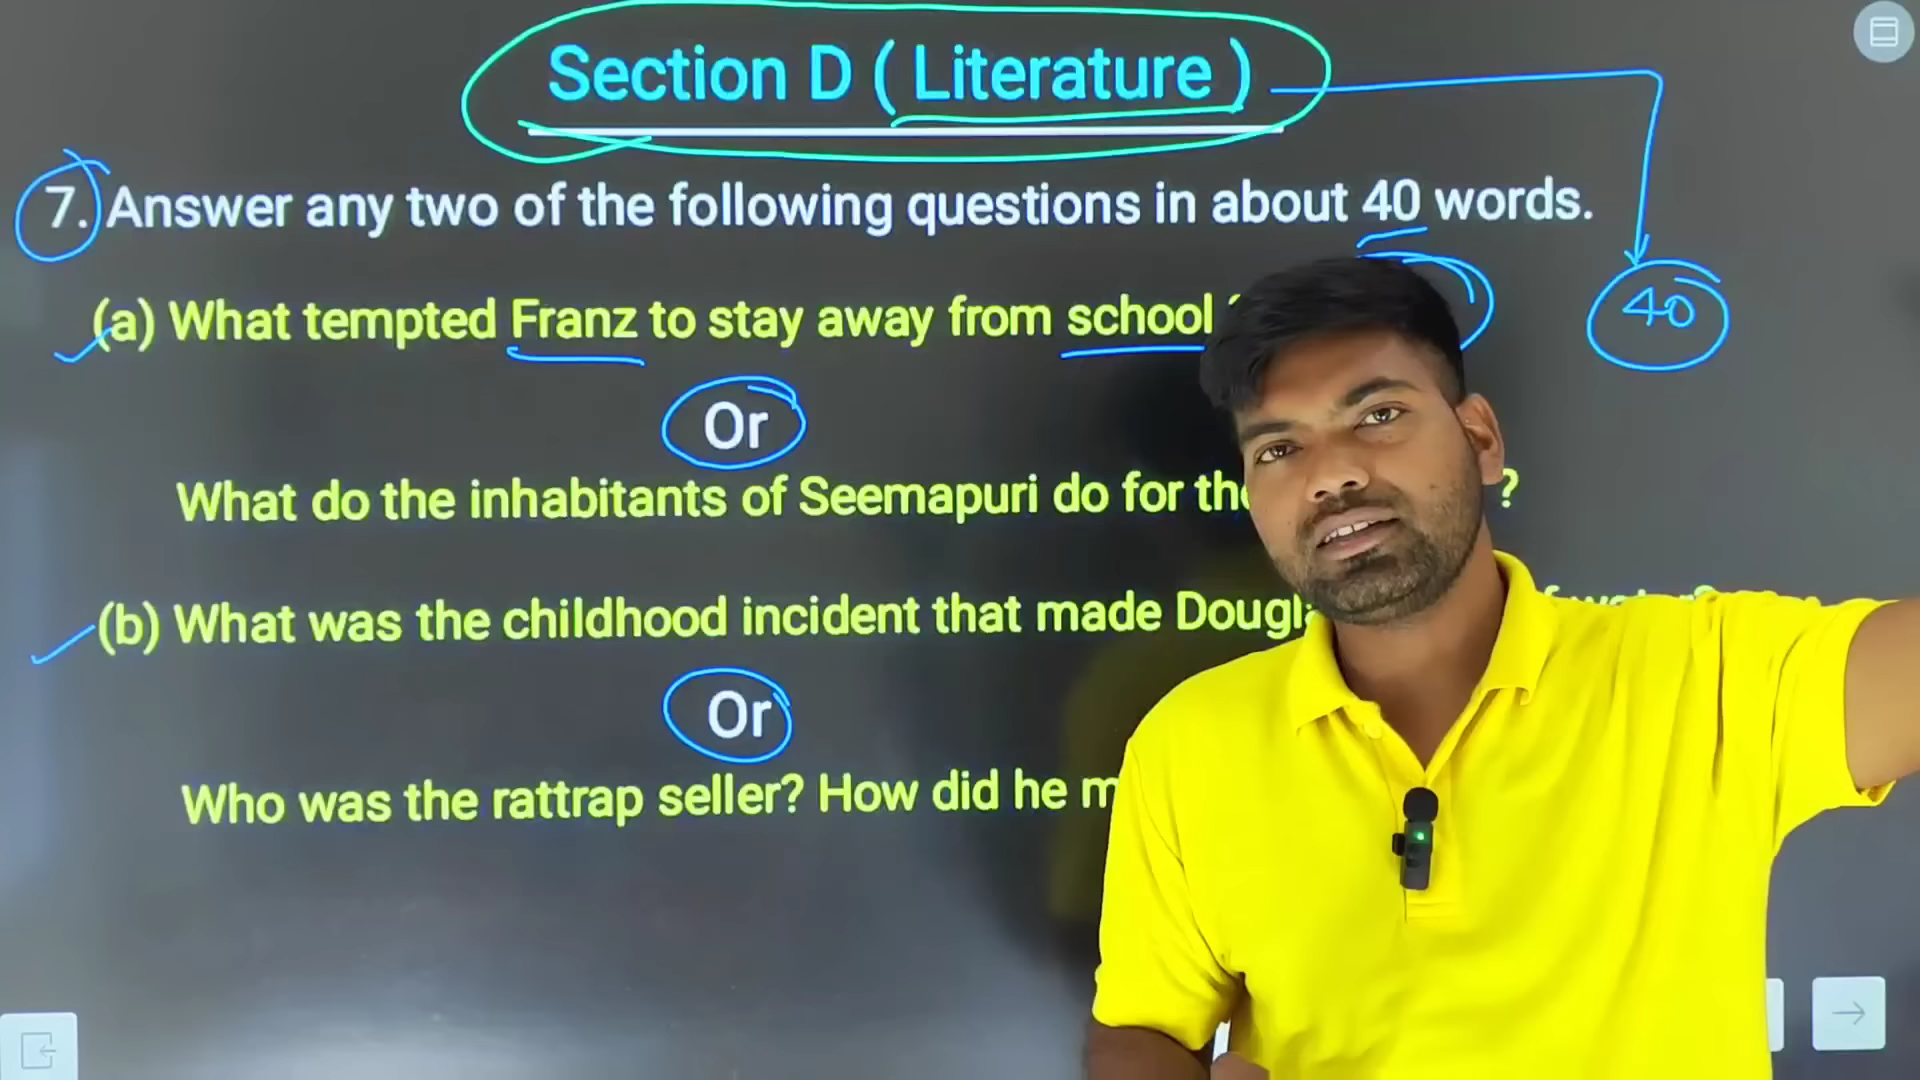 Section D ( Literature )
7. Answer any two of the following questions in about 40 words.
(a) What tempted Franz to stay away from school
40
Or
What do the inhabitants of Seemapuri do for ?
(b) What was the childhood incident that made
Or
Who was the rattrap seller? How did he